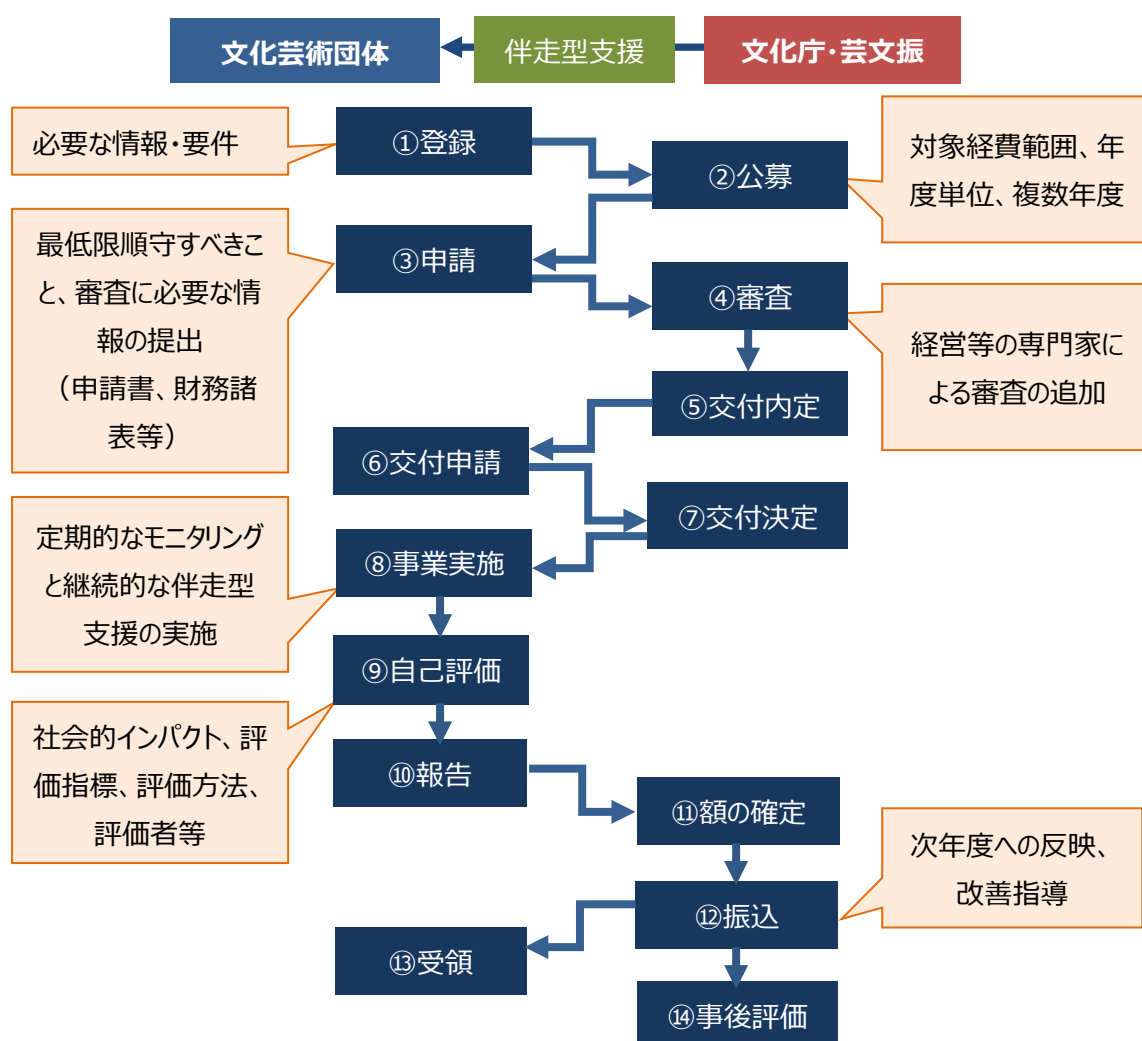 文化芸術団体
伴走型支援
文化庁・芸文振
必要な情報・要件
①登録
②公募
対象経費範囲、年
度単位、複数年度
最低限順守すべきこ
と、審査に必要な情
報の提出
（申請書、財務諸
表等）
③申請
④審査
経営等の専門家に
よる審査の追加
⑤交付内定
⑥交付申請
⑦交付決定
定期的なモニタリング
と継続的な伴走型
支援の実施
⑧事業実施
⑨自己評価
社会的インパクト、評
価指標、評価方法、
評価者等
⑩報告
⑪額の確定
次年度への反映、
改善指導
⑫振込
⑬受領
⑭事後評価